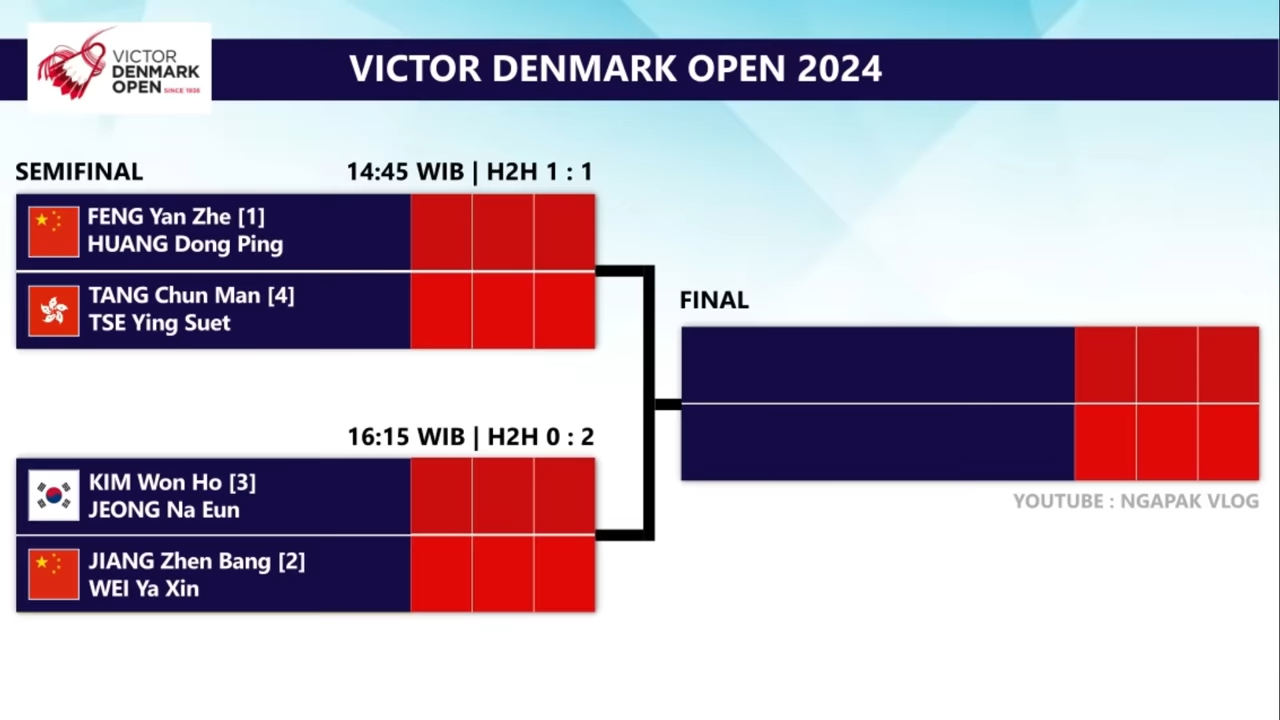 VICTOR
DENMARK
OPEN SINCE 1935
VICTOR DENMARK OPEN 2024
SEMIFINAL
14:45 WIB | H2H 1 : 1
FENG Yan Zhe [1]
HUANG Dong Ping
TANG Chun Man [4]
TSE Ying Suet
FINAL
16:15 WIB | H2H 0 : 2
KIM Won Ho [3]
JEONG Na Eun
JIANG Zhen Bang [2]
WEI Ya Xin
YOUTUBE : NGAPAK VLOG